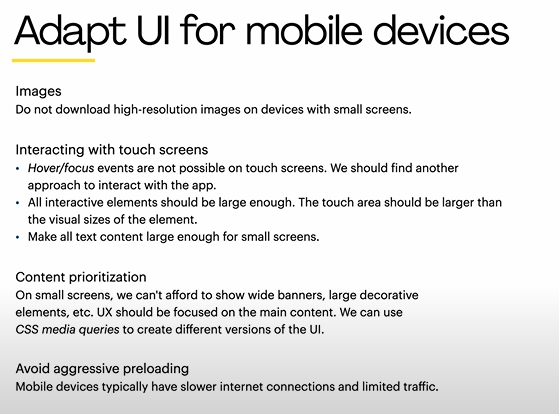 Adapt UI for mobile devices
Images
Do not download high-resolution images on devices with small screens.
Interacting with touch screens
• Hover/focus events are not possible on touch screens. We should find another
approach to interact with the app.
• All interactive elements should be large enough. The touch area should be larger than
the visual sizes of the element.
• Make all text content large enough for small screens.
Content prioritization
On small screens, we can't afford to show wide banners, large decorative
elements, etc. UX should be focused on the main content. We can use
CSS media queries to create different versions of the UI.
Avoid aggressive preloading
Mobile devices typically have slower internet connections and limited traffic.